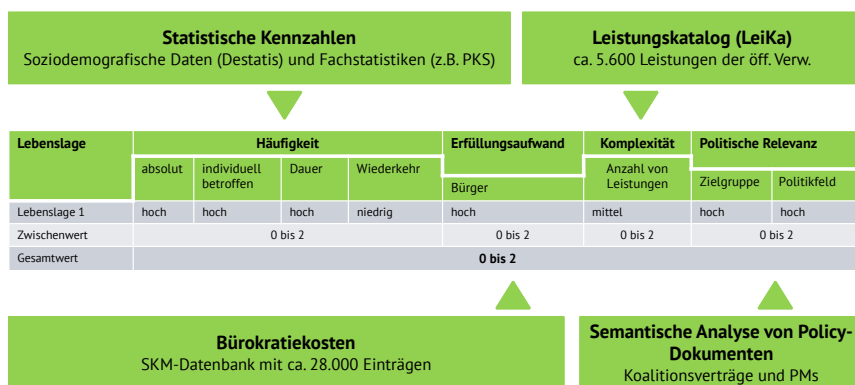 Statistische Kennzahlen
Soziodemografische Daten (Destatis) und Fachstatistiken (z.B. PKS)
Leistungskatalog (LeiKa)
ca. 5.600 Leistungen der öff. Verw.
Lebenslage Häufigkeit Erfüllungsaufwand Komplexität Politische Relevanz
absolut individuell betroffen Dauer Wiederkehr Bürger Anzahl von Leistungen Zielgruppe Politikfeld
Lebenslage 1 hoch hoch hoch niedrig hoch mittel hoch hoch
Zwischenwert 0 bis 2 0 bis 2 0 bis 2 0 bis 2
Gesamtwert 0 bis 2
Bürokratiekosten
SKM-Datenbank mit ca. 28.000 Einträgen
Semantische Analyse von Policy-
Dokumenten
Koalitionsverträge und PMs